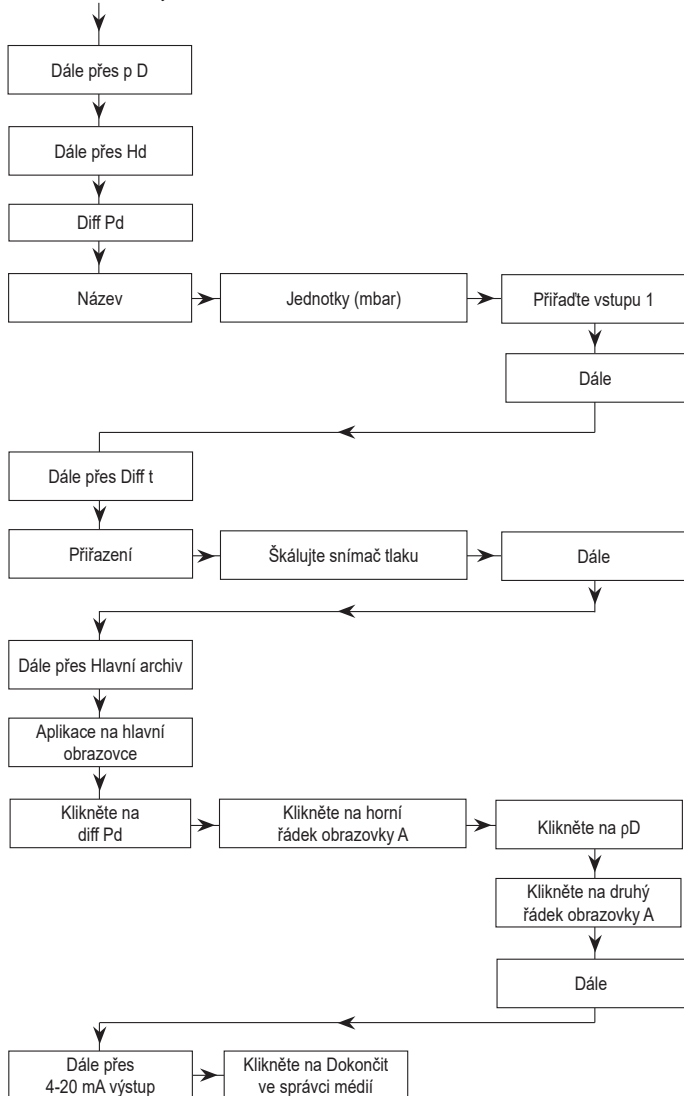 Dále přes p D
Dále přes Hd
Diff Pd
Název
Jednotky (mbar)
Přiřaďte vstupu 1
Dále
Dále přes Diff t
Přiřazení
Škálujte snímač tlaku
Dále
Dále přes Hlavní archiv
Aplikace na hlavní
obrazovce
Klikněte na
diff Pd
Klikněte na horní
řádek obrazovky A
Klikněte na ρD
Klikněte na druhý
řádek obrazovky A
Dále
Dále přes
4-20 mA výstup
Klikněte na Dokončit
ve správci médií